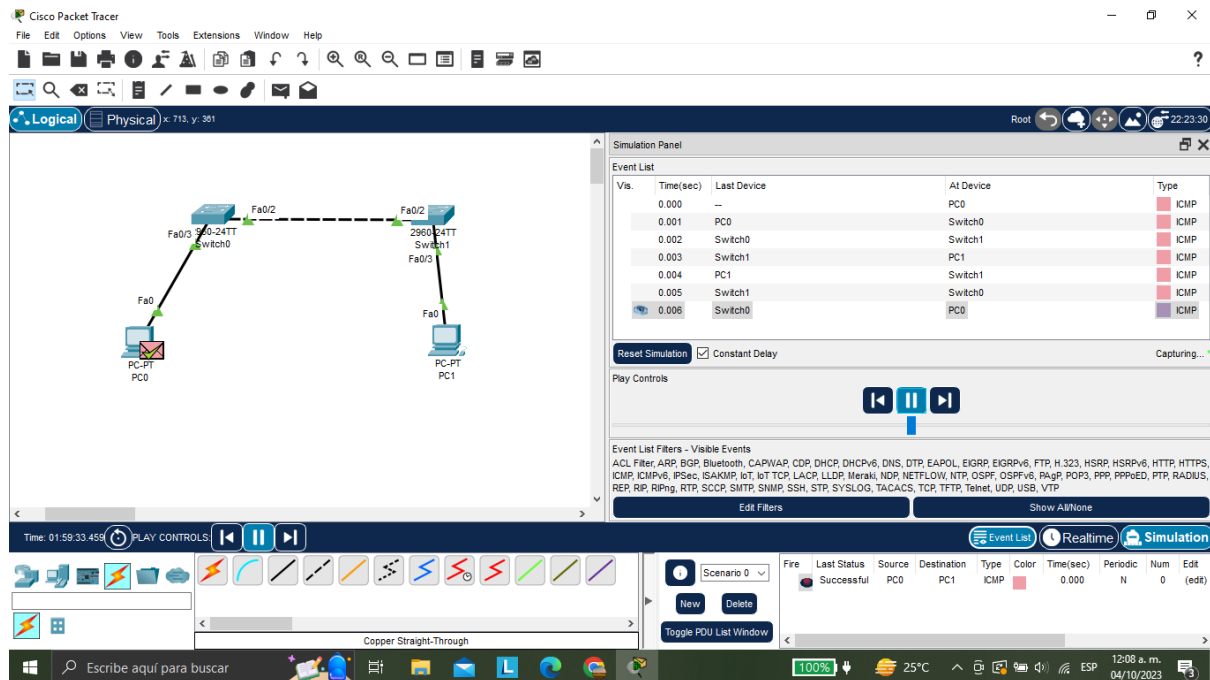 Cisco Packet Tracer
File Edit Options View Tools Extensions Window Help
?
Logical Physical x: 713, y: 381
Root 22:23:30
Simulation Panel
Event List
Vis. Time(sec) Last Device At Device Type
0.000 -- PC0 ICMP
0.001 PC0 Switch0 ICMP
0.002 Switch0 Switch1 ICMP
0.003 Switch1 PC1 ICMP
0.004 PC1 Switch1 ICMP
0.005 Switch1 Switch0 ICMP
0.006 Switch0 PC0 ICMP
Reset Simulation Constant Delay Capturing...
Play Controls
Event List Filters - Visible Events
ACL Filter, ARP, BGP, Bluetooth, CAPWAP, CDP, DHCP, DHCPv6, DNS, DTP, EAPOL, EIGRP, EIGRPv6, FTP, H.323, HSRP, HSRPv6, HTTP, HTTPS,
ICMP, ICMPv6, IPSec, ISAKMP, IoT, IoT TCP, LACP, LLDP, Meraki, NDP, NETFLOW, NTP, OSPF, OSPFv6, PAgP, POP3, PPP, PPPoED, PTP, RADIUS,
REP, RIP, RIPng, RTP, SCCP, SMTP, SNMP, SSH, STP, SYSLOG, TACACS, TCP, TFTP, Telnet, UDP, USB, VTP
Edit Filters Show All/None
Fa0/2 Fa0/2
Fa0/3 960-24TT 2960-24TT
Switch0 Switch1
Fa0/3
Fa0 Fa0
PC-PT PC-PT
PC0 PC1
Time: 01:59:33.459 PLAY CONTROLS:
Event List Realtime Simulation
Scenario 0
New Delete
Toggle PDU List Window
Fire Last Status Source Destination Type Color Time(sec) Periodic Num Edit
Successful PC0 PC1 ICMP 0.000 N 0 (edit)
Copper Straight-Through
Escribe aquí para buscar
L
100% 25°C ESP 12:08 a. m.
04/10/2023 3